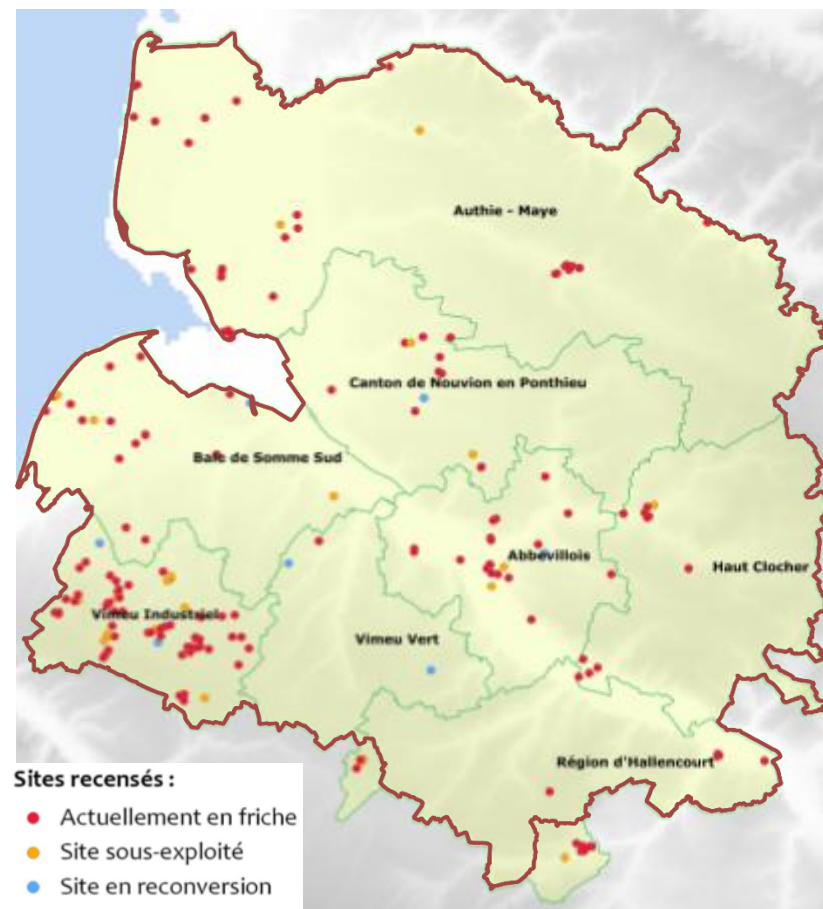 Authie - Maye
Canton de Nouvion en Ponthieu
Baie de Somme Sud
Abbevillois
Haut Clocher
Vimeu Industriel
Vimeu Vert
Région d'Hallencourt
Sites recensés :
Actuellement en friche
Site sous-exploité
Site en reconversion